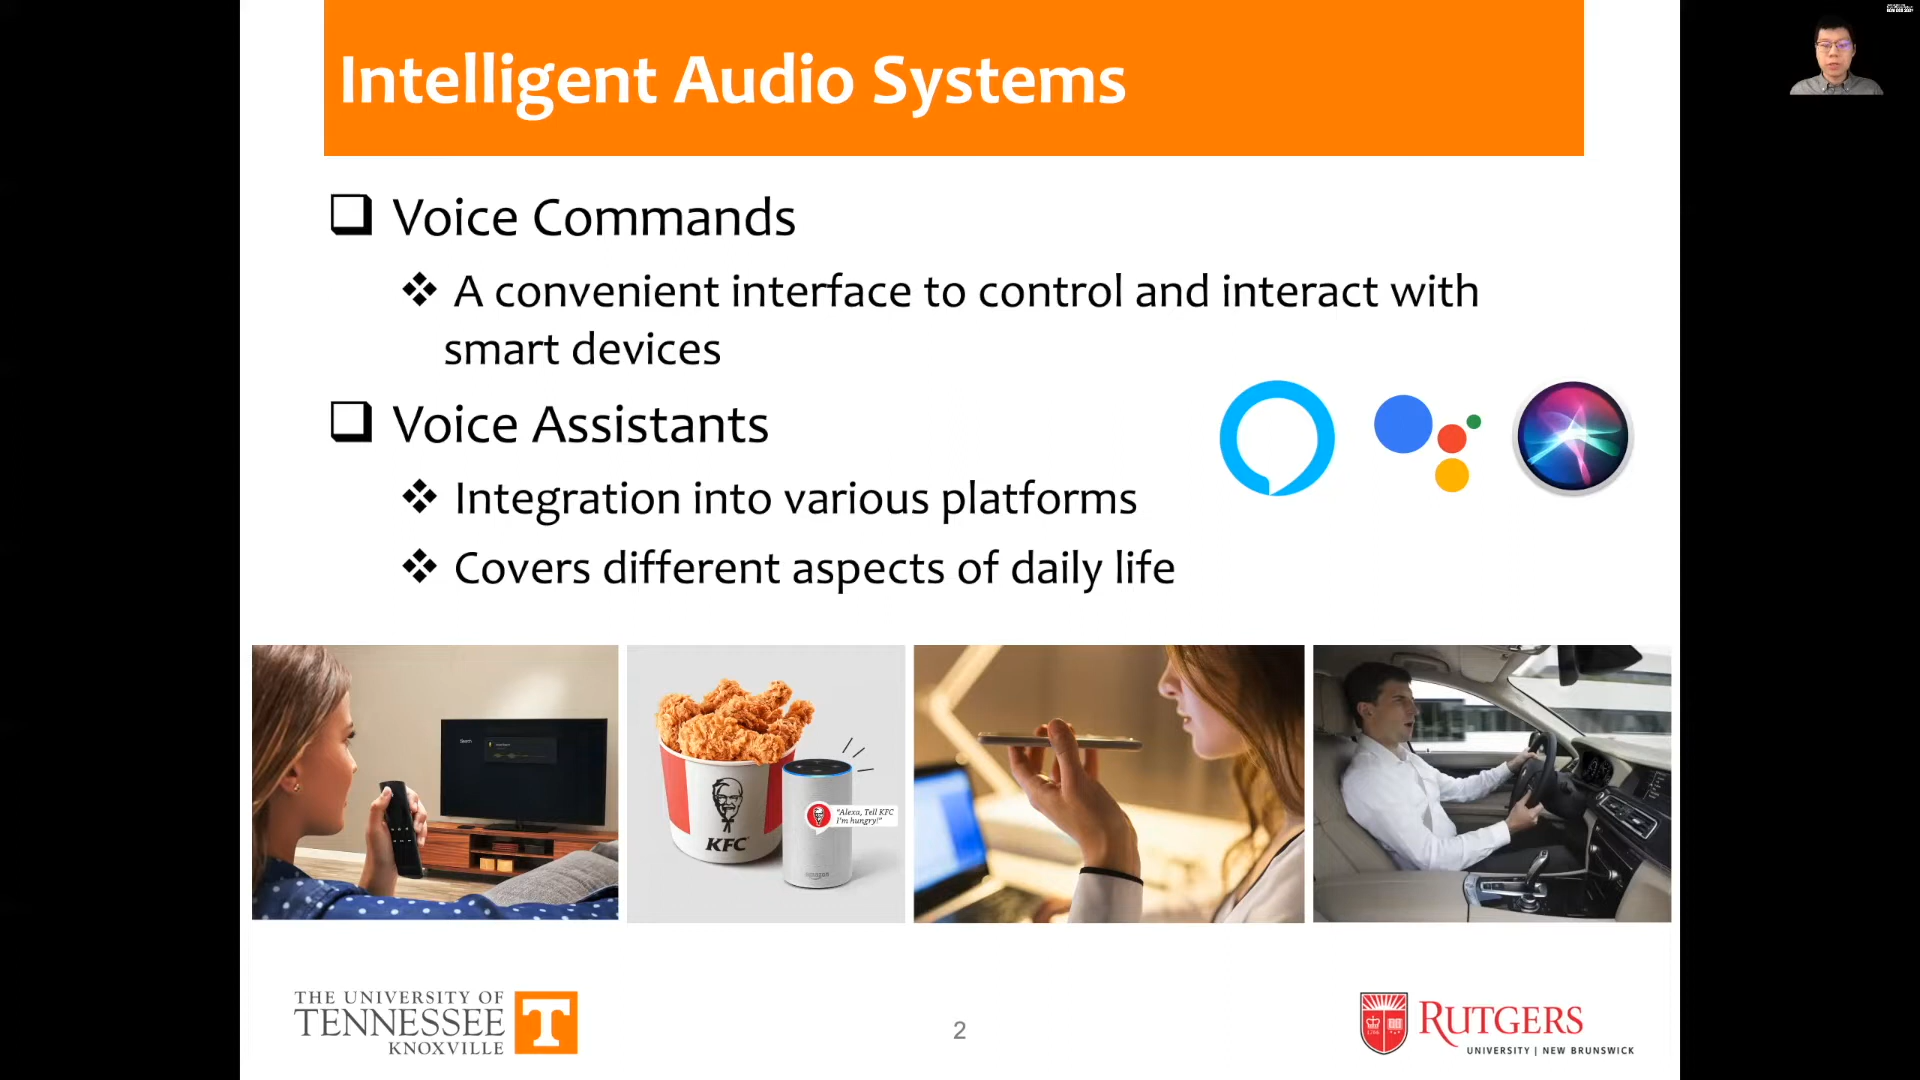 Intelligent Audio Systems
Voice Commands
A convenient interface to control and interact with
smart devices
Voice Assistants
Integration into various platforms
Covers different aspects of daily life
Search
KFC
"Alexa, Tell KFC
I'm hungry!"
amazon
THE UNIVERSITY OF
TENNESSEE
KNOXVILLE
T
2
RUTGERS
UNIVERSITY | NEW BRUNSWICK